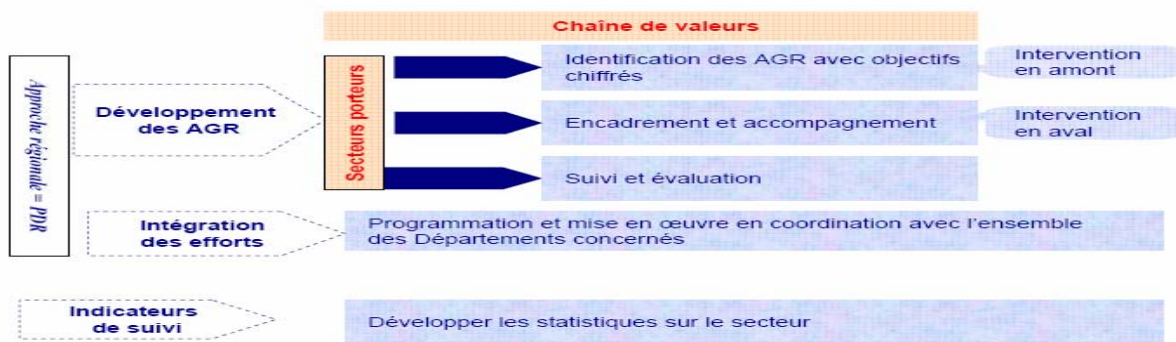 Chaîne de valeurs
Approche régionale = PDR
Développement
des AGR
Secteurs porteurs
Identification des AGR avec objectifs
chiffrés
Intervention
en amont
Encadrement et accompagnement
Intervention
en aval
Suivi et évaluation
Intégration
des efforts
Programmation et mise en œuvre en coordination avec l'ensemble
des Départements concernés
Indicateurs
de suivi
Développer les statistiques sur le secteur